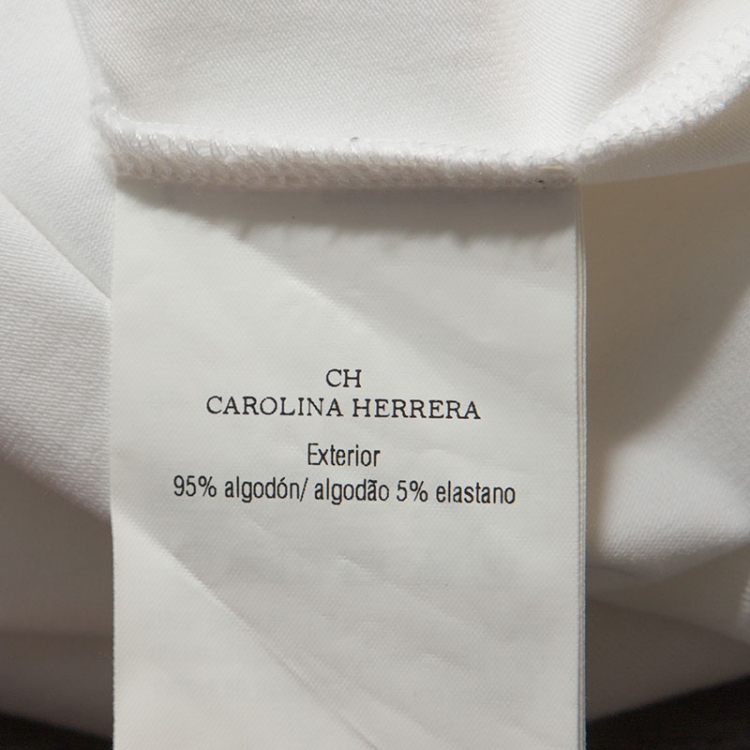 CH
CAROLINA HERRERA
Exterior
95% algodón/ algodão 5% elastano